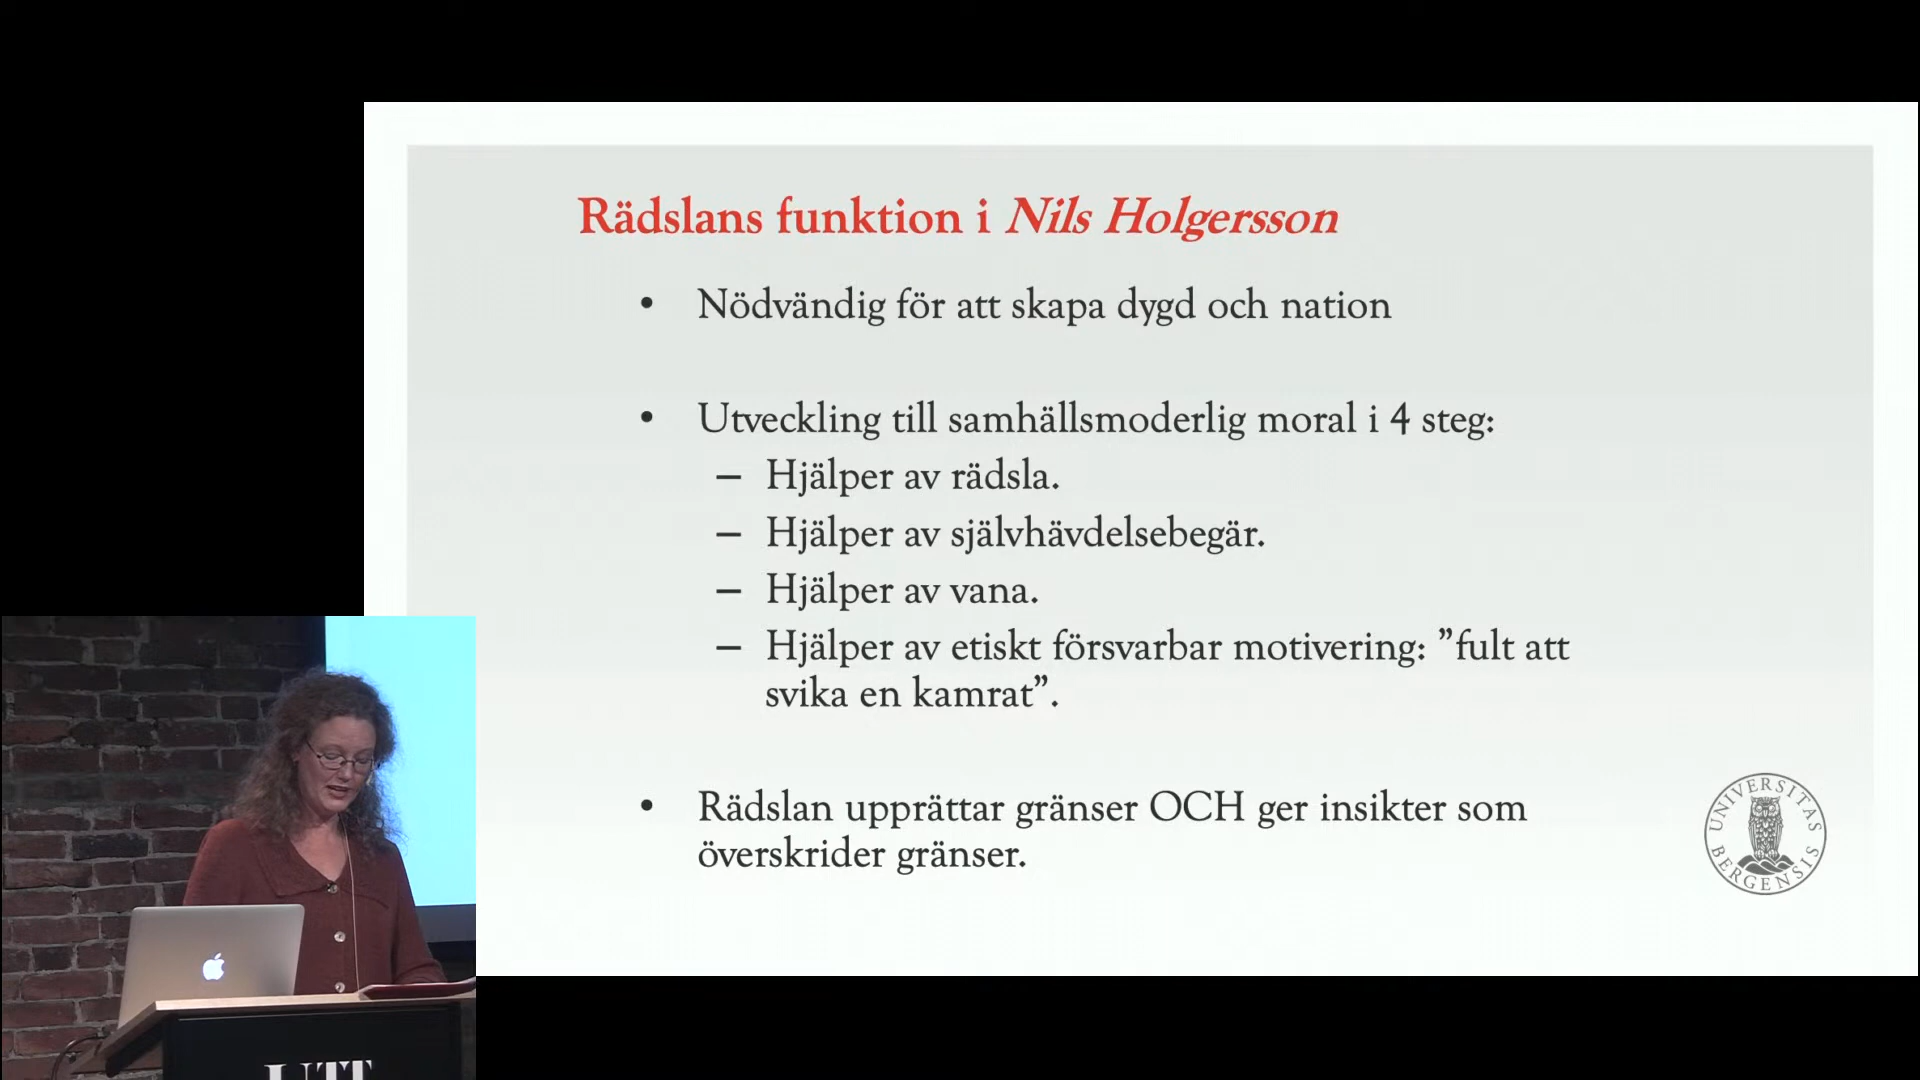 Rädslans funktion i Nils Holgersson
• Nödvändig för att skapa dygd och nation
• Utveckling till samhällsmoderlig moral i 4 steg:
– Hjälper av rädsla.
– Hjälper av självhävdelsebegär.
– Hjälper av vana.
– Hjälper av etiskt försvarbar motivering: ”fult att
svika en kamrat”.
• Rädslan upprättar gränser OCH ger insikter som
överskrider gränser.
UNIVERSITAS
BERGENSIS